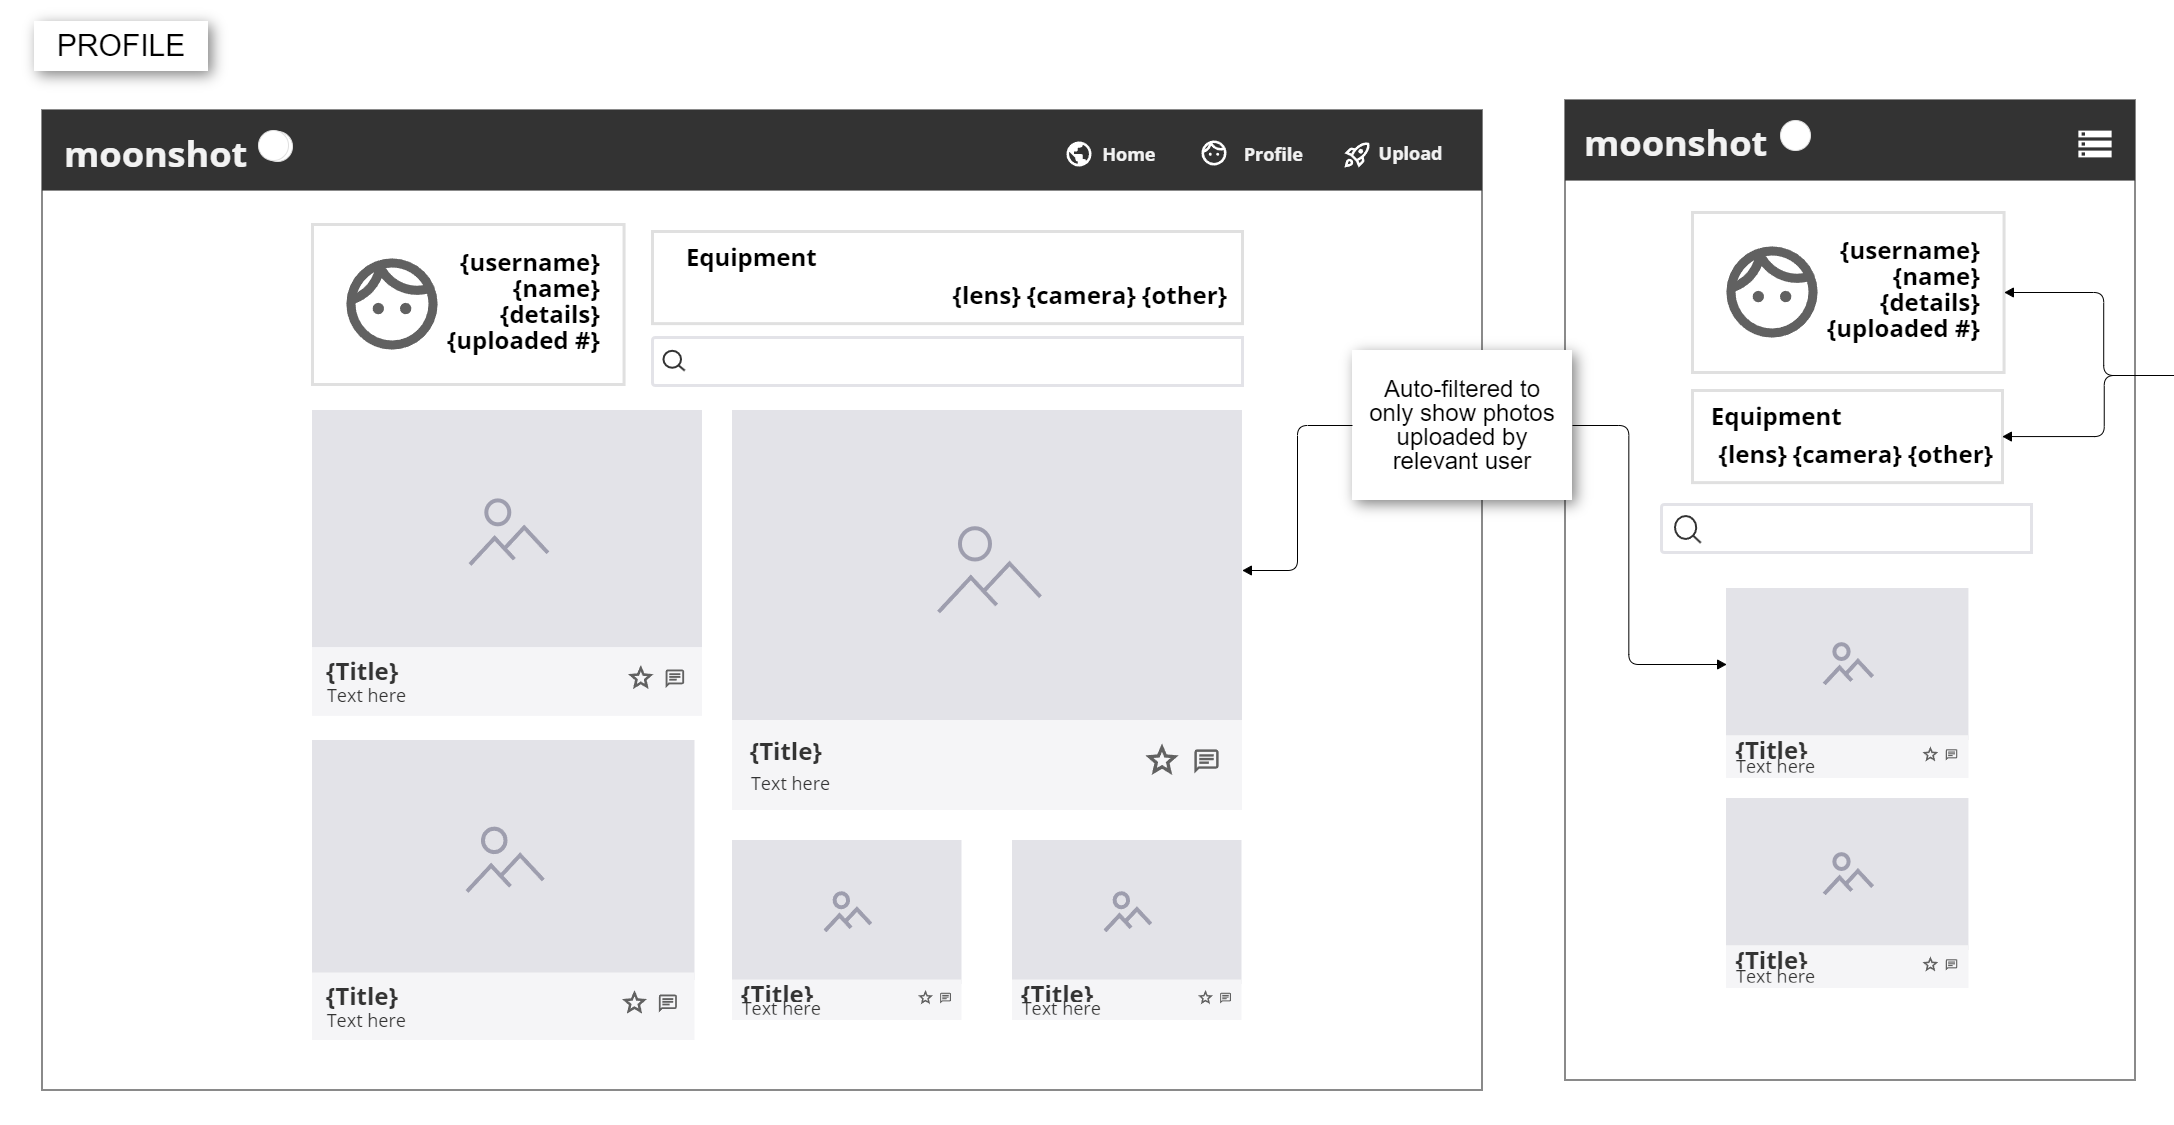 PROFILE
moonshot
Home
Profile
Upload
{username}
{name}
{details}
{uploaded #}
Equipment
{lens} {camera} {other}
{Title}
Text here
{Title}
Text here
{Title}
Text here
{Title}
Text here
{Title}
Text here
Auto-filtered to
only show photos
uploaded by
relevant user
moonshot
{username}
{name}
{details}
{uploaded #}
Equipment
{lens} {camera} {other}
{Title}
Text here
{Title}
Text here